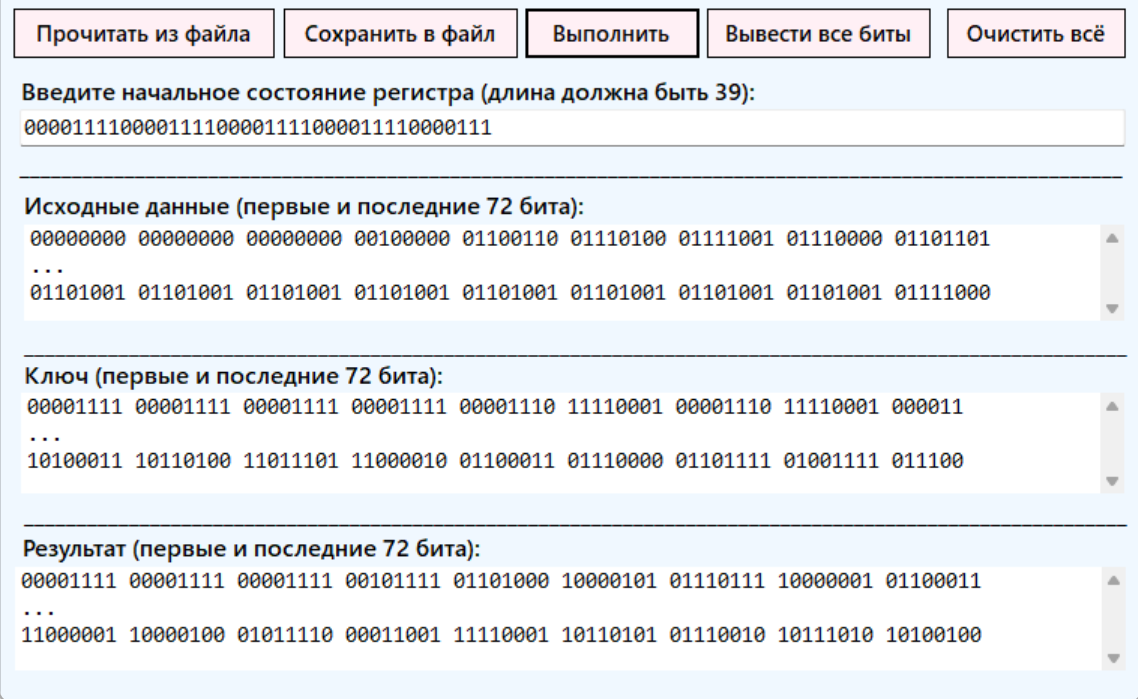 Прочитать из файла Сохранить в файл Выполнить Вывести все биты Очистить всё
Введите начальное состояние регистра (длина должна быть 39):
000011110000111100001111000011110000111
Исходные данные (первые и последние 72 бита):
00000000 00000000 00000000 00100000 01100110 01110100 01111001 01110000 01101101
...
01101001 01101001 01101001 01101001 01101001 01101001 01101001 01101001 01111000
Ключ (первые и последние 72 бита):
00001111 00001111 00001111 00001111 00001110 11110001 00001110 11110001 000011
...
10100011 10110100 11011101 11000010 01100011 01110000 01101111 01001111 011100
Результат (первые и последние 72 бита):
00001111 00001111 00001111 00101111 01101000 10000101 01110111 10000001 01100011
...
11000001 10000100 01011110 00011001 11110001 10110101 01110010 10111010 10100100